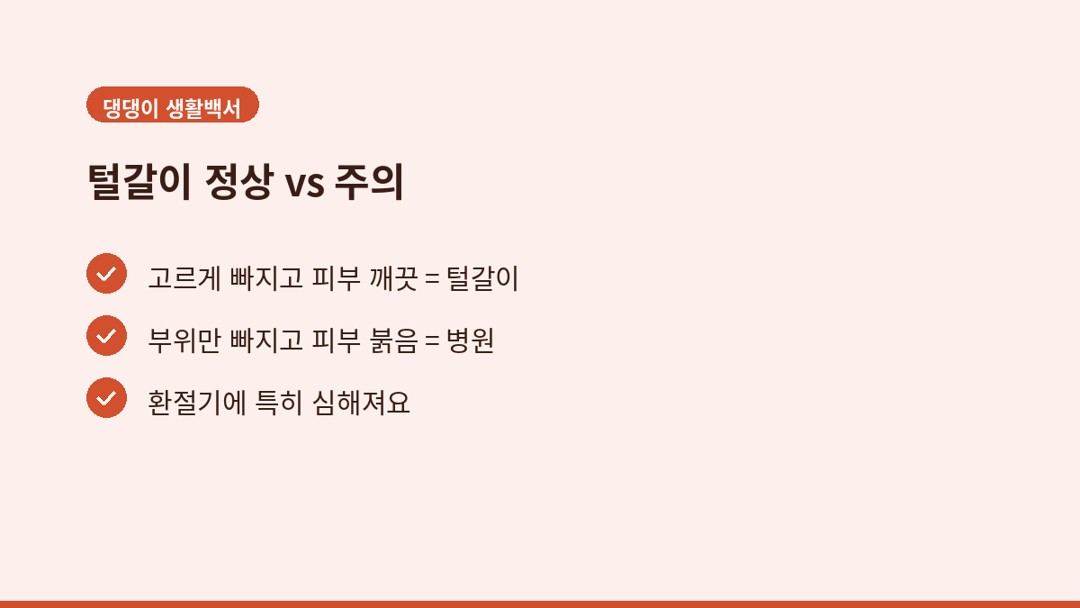 댕댕이 생활백서
털갈이 정상 vs 주의
고르게 빠지고 피부 깨끗 = 털갈이
부위만 빠지고 피부 붉음 = 병원
환절기에 특히 심해져요